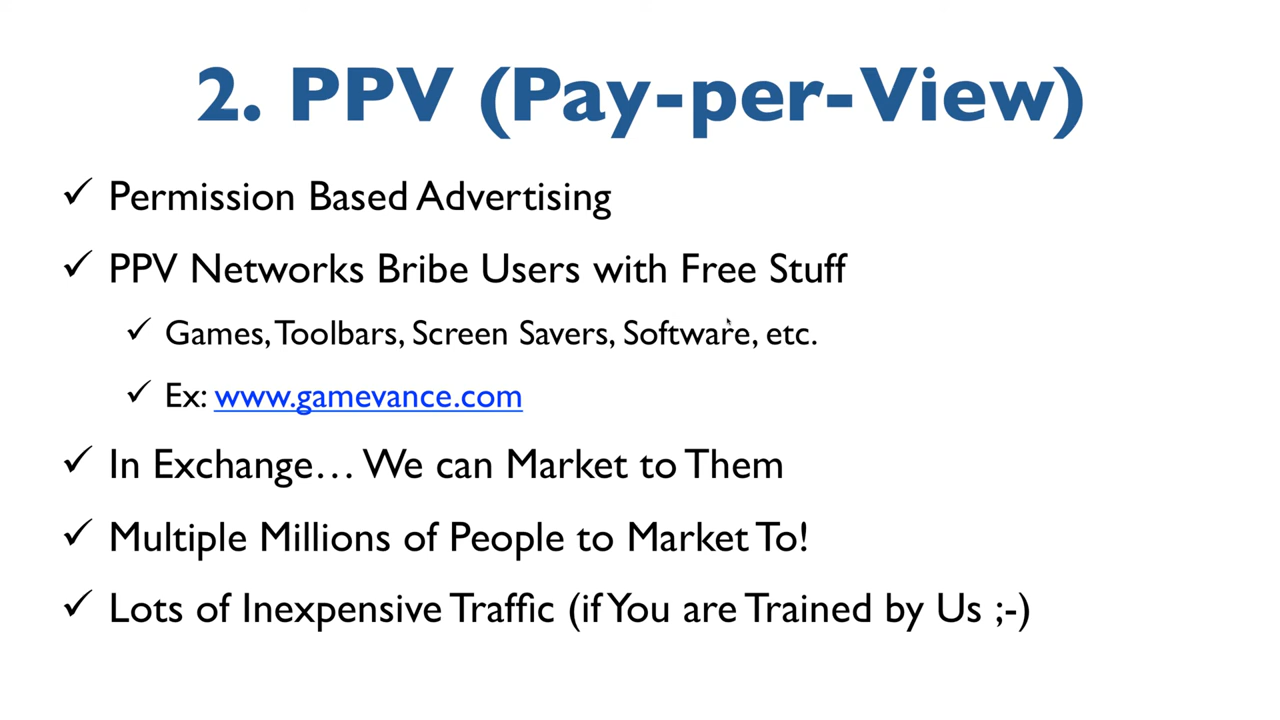 2. PPV (Pay-per-View)
✓ Permission Based Advertising
✓ PPV Networks Bribe Users with Free Stuff
✓ Games, Toolbars, Screen Savers, Software, etc.
✓ Ex: www.gamevance.com
✓ In Exchange… We can Market to Them
✓ Multiple Millions of People to Market To!
✓ Lots of Inexpensive Traffic (if You are Trained by Us ;-)